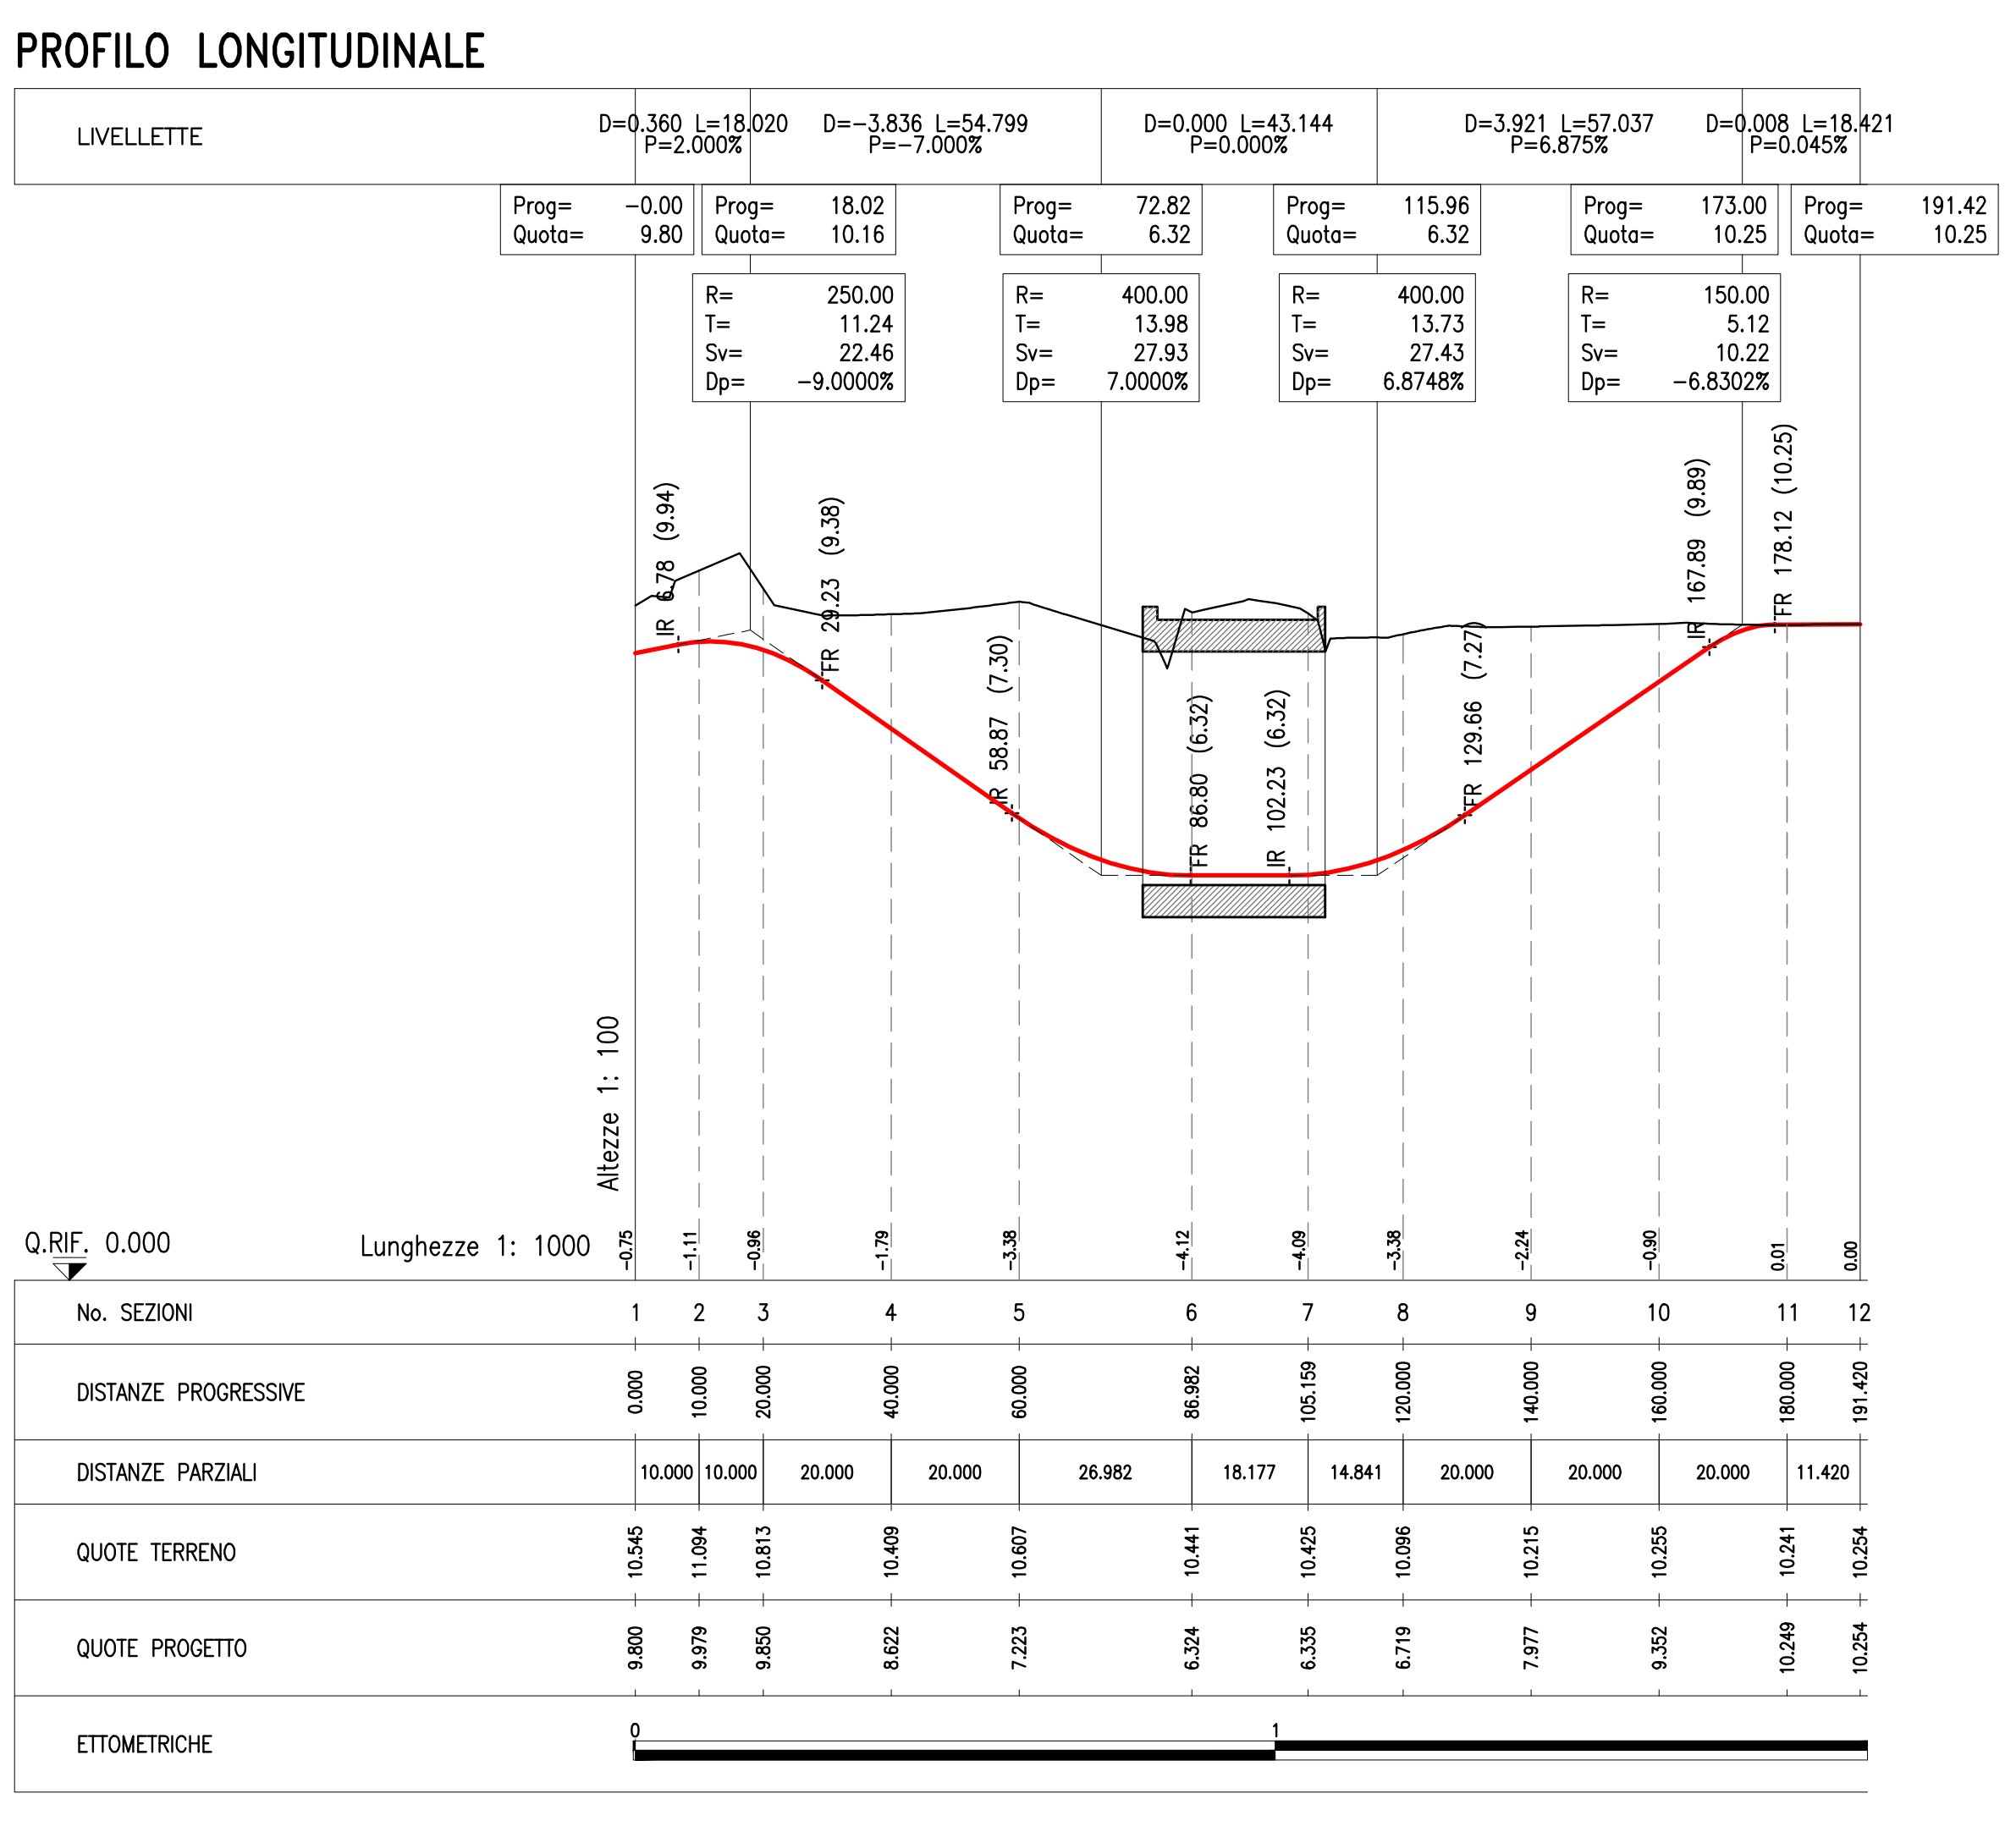 PROFILO LONGITUDINALE
LIVELLETTE
D=0.360 L=18.020 D=-3.836 L=54.799 D=0.000 L=43.144 D=3.921 L=57.037 D=0.008 L=18.421
P=2.000% P=-7.000% P=0.000% P=6.875% P=0.045%
Prog= -0.00 Prog= 18.02 Prog= 72.82 Prog= 115.96 Prog= 173.00 Prog= 191.42
Quota= 9.80 Quota= 10.16 Quota= 6.32 Quota= 6.32 Quota= 10.25 Quota= 10.25
R= 250.00 R= 400.00 R= 400.00 R= 150.00
T= 11.24 T= 13.98 T= 13.73 T= 5.12
Sv= 22.46 Sv= 27.93 Sv= 27.43 Sv= 10.22
Dp= -9.0000% Dp= 7.0000% Dp= 6.8748% Dp= -6.8302%
IR 6.78 (9.94)
FR 29.23 (9.38)
IR 58.87 (7.30)
FR 86.80 (6.32)
IR 102.23 (6.32)
FR 129.66 (7.27)
IR 167.89 (9.89)
FR 178.12 (10.25)
Altezze 1: 100
Q.RIF. 0.000
Lunghezze 1: 1000
-0.75 -1.11 -0.96 -1.79 -3.38 -4.12 -4.09 -3.38 -2.24 -0.90 0.01 0.00
No. SEZIONI 1 2 3 4 5 6 7 8 9 10 11 12
DISTANZE PROGRESSIVE 0.000 10.000 20.000 40.000 60.000 86.982 105.159 120.000 140.000 160.000 180.000 191.420
DISTANZE PARZIALI 10.000 10.000 20.000 20.000 26.982 18.177 14.841 20.000 20.000 20.000 11.420
QUOTE TERRENO 10.545 11.094 10.813 10.409 10.607 10.441 10.425 10.096 10.215 10.255 10.241 10.254
QUOTE PROGETTO 9.800 9.979 9.850 8.622 7.223 6.324 6.335 6.719 7.977 9.352 10.249 10.254
ETTOMETRICHE 0 1